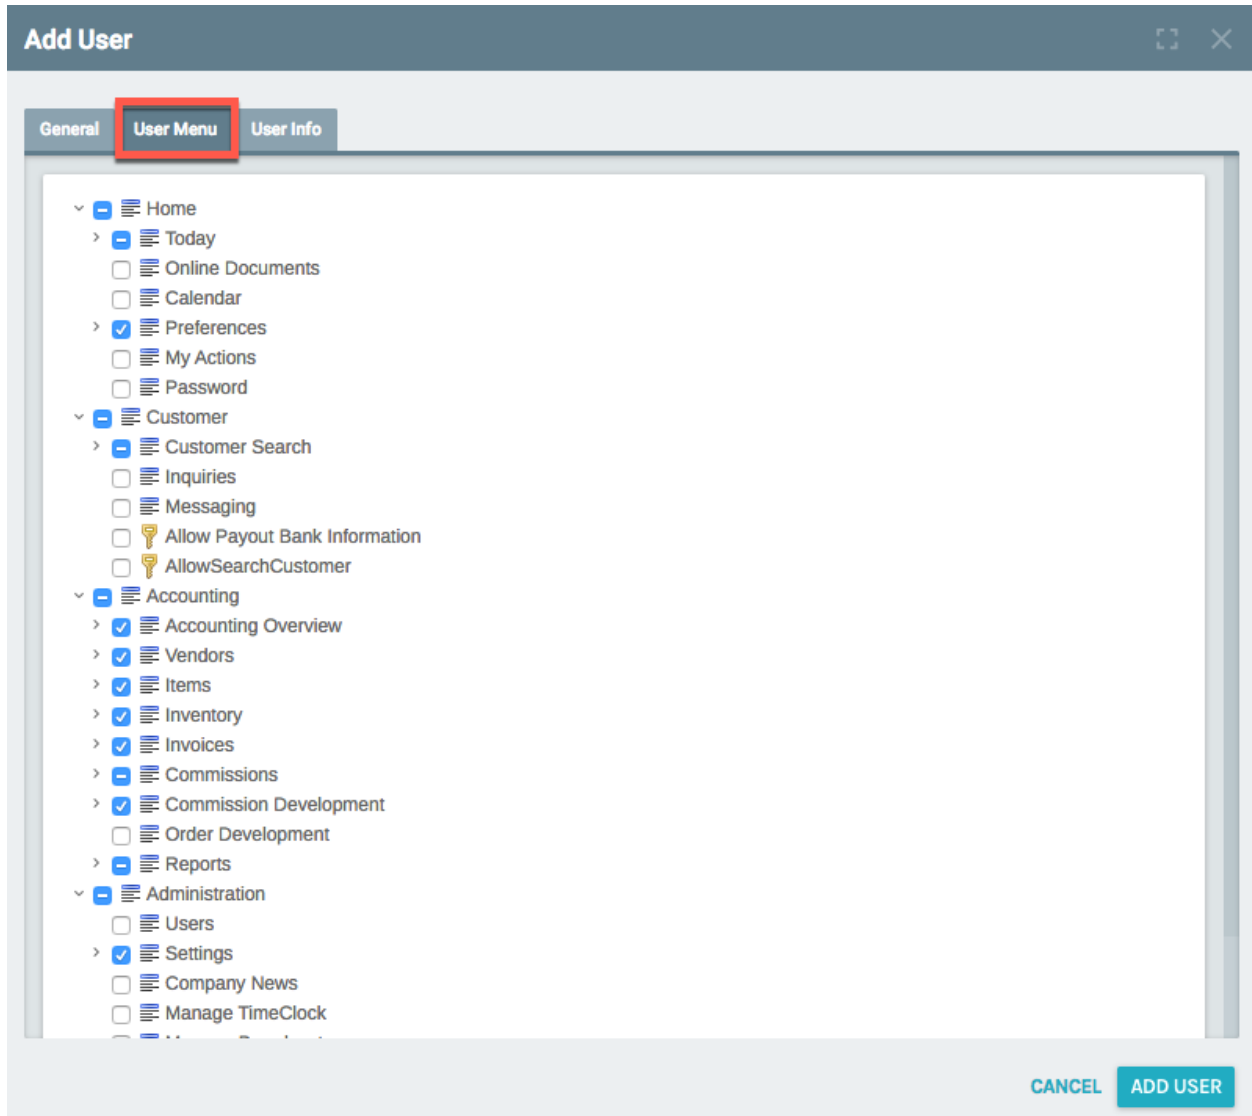 Add User
General User Menu User Info
Home
Today
Online Documents
Calendar
Preferences
My Actions
Password
Customer
Customer Search
Inquiries
Messaging
Allow Payout Bank Information
AllowSearchCustomer
Accounting
Accounting Overview
Vendors
Items
Inventory
Invoices
Commissions
Commission Development
Order Development
Reports
Administration
Users
Settings
Company News
Manage TimeClock
CANCEL ADD USER